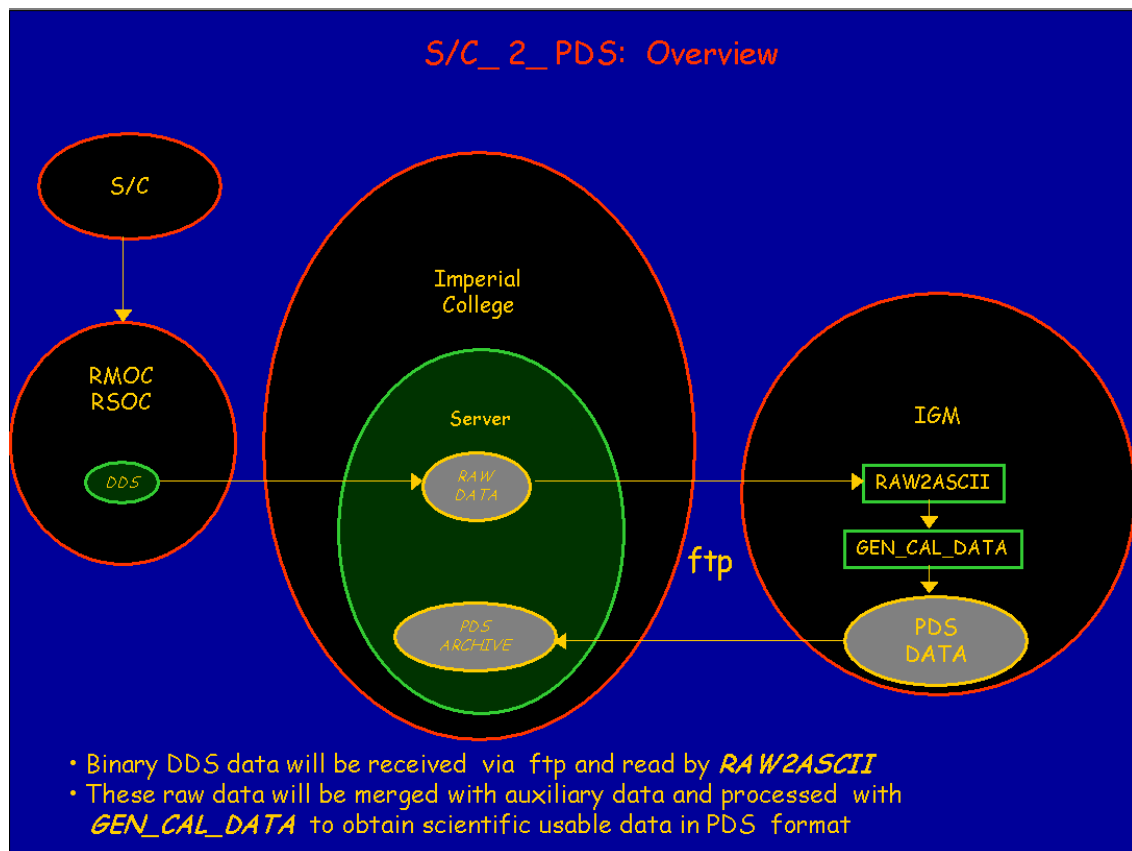 S/C_ 2_ PDS: Overview
S/C
Imperial
College
RMOC
RSOC
Server
IGM
DDS
RAW
DATA
RAW2ASCII
GEN_CAL_DATA
ftp
PDS
ARCHIVE
PDS
DATA
• Binary DDS data will be received via ftp and read by RAW2ASCII
• These raw data will be merged with auxiliary data and processed with
GEN_CAL_DATA to obtain scientific usable data in PDS format